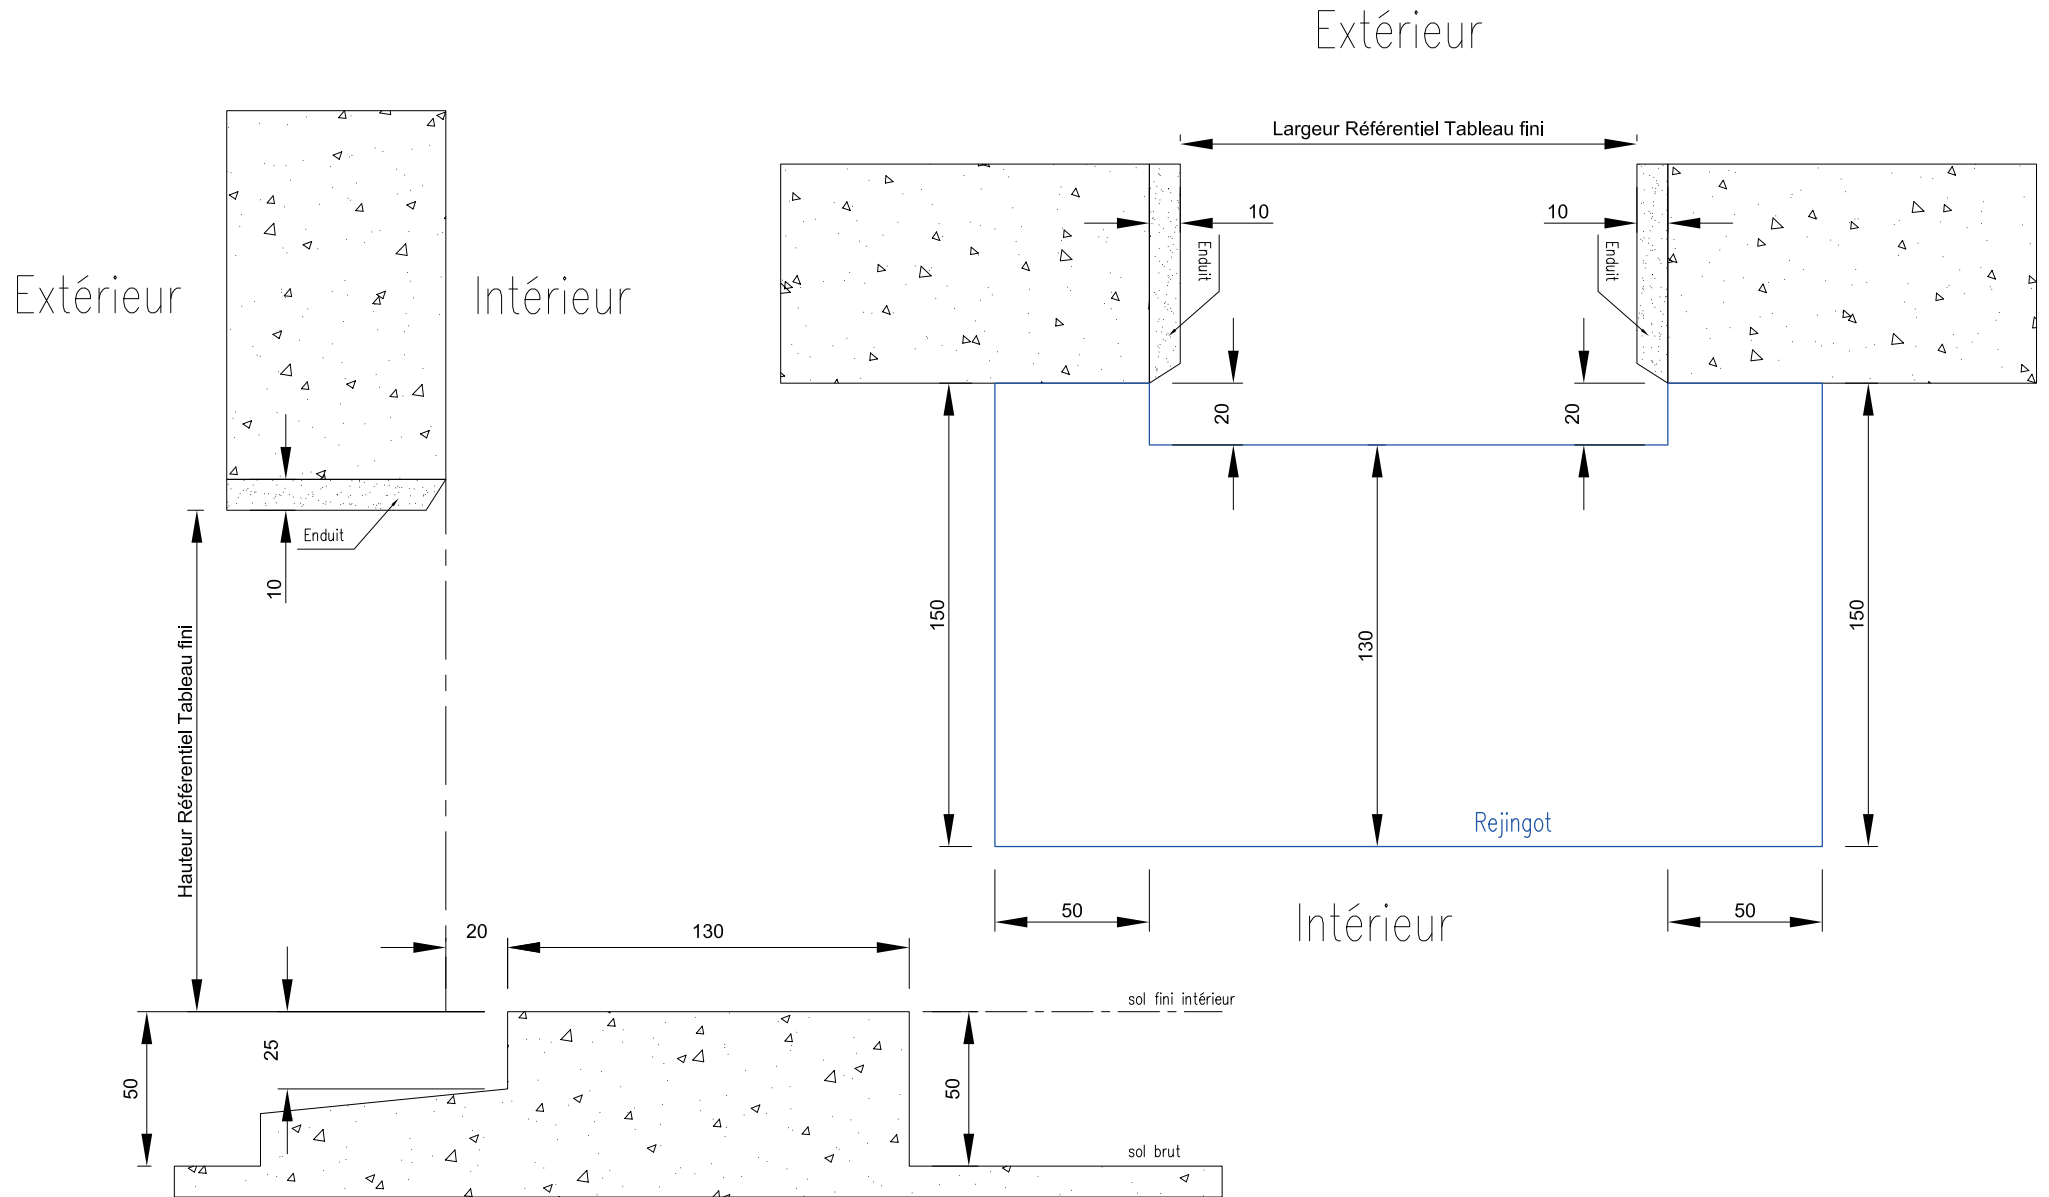 Extérieur
Largeur Référentiel Tableau fini
10
10
Enduit
Enduit
Extérieur
Intérieur
20
20
Enduit
10
150
130
150
Hauteur Référentiel Tableau fini
Rejingot
50
50
Intérieur
20
130
sol fini intérieur
25
50
50
sol brut